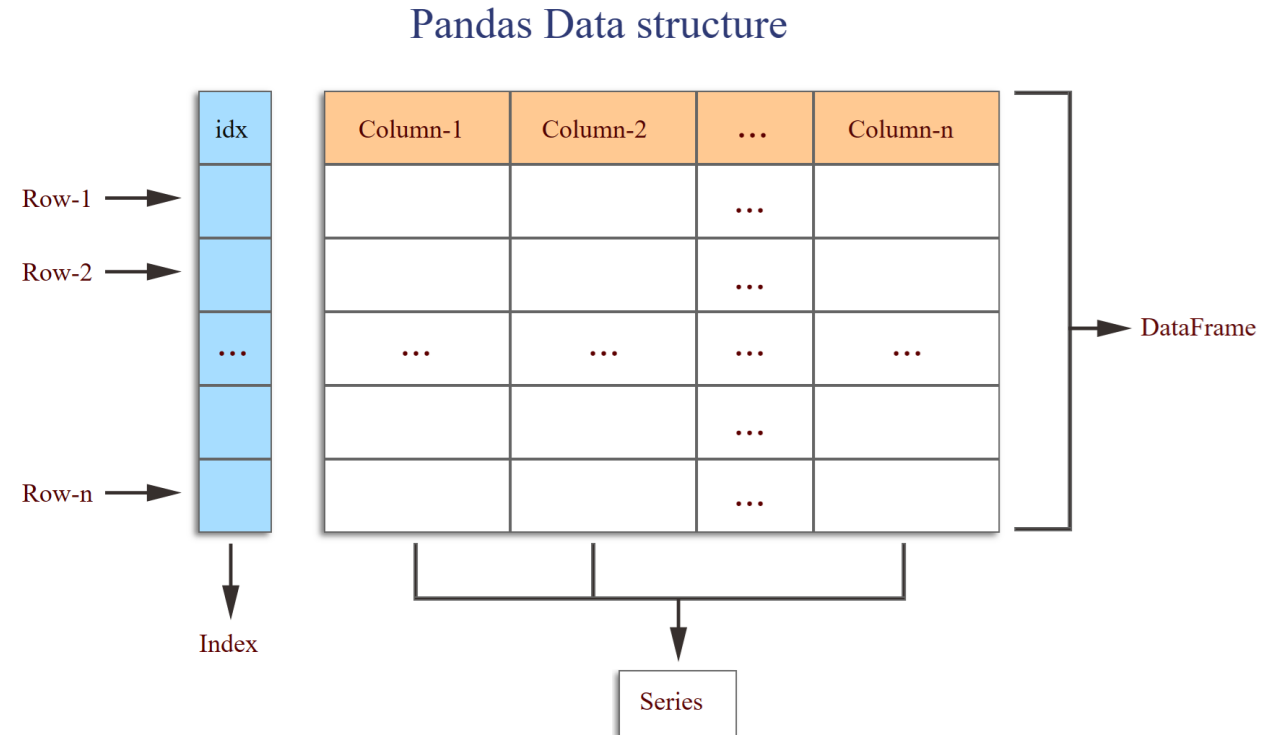 Pandas Data structure
idx Column-1 Column-2 ... Column-n
Row-1 ...
Row-2 ...
... ... ... ... ...
DataFrame
...
Row-n ...
Index
Series